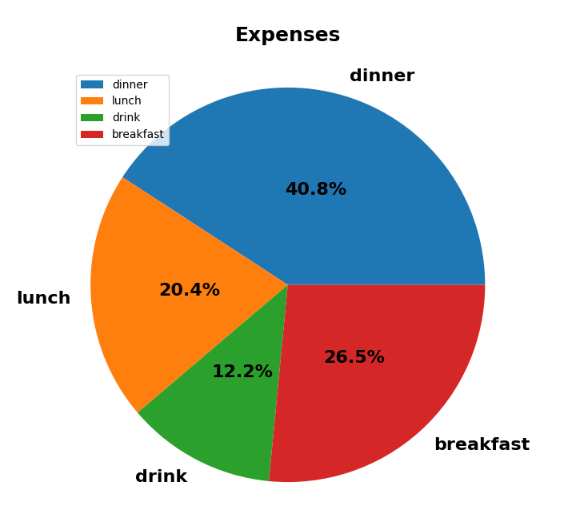 Expenses
dinner
dinner
lunch
drink
breakfast
40.8%
20.4%
lunch
26.5%
12.2%
breakfast
drink